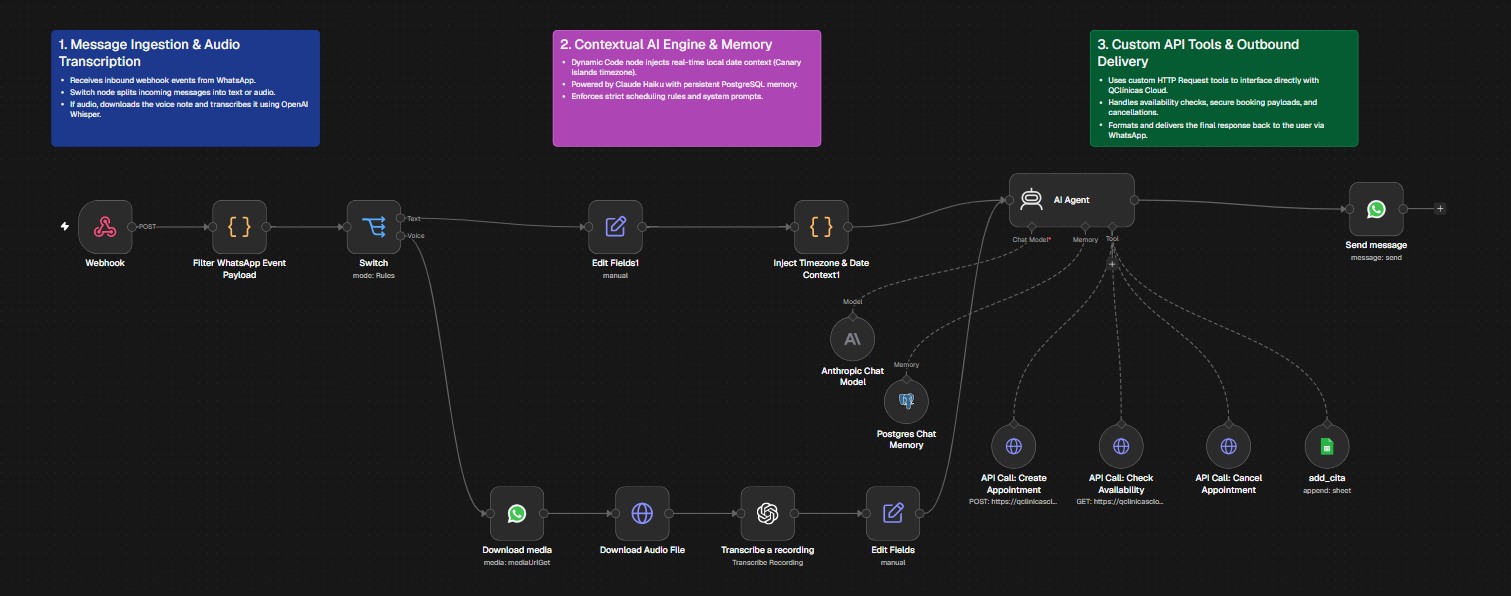 1. Message Ingestion & Audio
Transcription
• Receives inbound webhook events from WhatsApp.
• Switch node splits incoming messages into text or audio.
• If audio, downloads the voice note and transcribes it using OpenAI
Whisper.
2. Contextual AI Engine & Memory
• Dynamic Code node injects real-time local date context (Canary
Islands timezone).
• Powered by Claude Haiku with persistent PostgreSQL memory.
• Enforces strict scheduling rules and system prompts.
3. Custom API Tools & Outbound
Delivery
• Uses custom HTTP Request tools to interface directly with
QClínicas Cloud.
• Handles availability checks, secure booking payloads, and
cancellations.
• Formats and delivers the final response back to the user via
WhatsApp.
POST
Webhook
Filter WhatsApp Event
Payload
Text
Voice
Switch
mode: Rules
Edit Fields1
manual
Inject Timezone & Date
Context1
AI Agent
Chat Model*
Memory
Tool
Send message
message: send
Model
Anthropic Chat
Model
Memory
Postgres Chat
Memory
API Call: Create
Appointment
POST: https://qclinicascl...
API Call: Check
Availability
GET: https://qclinicasclo...
API Call: Cancel
Appointment
add_cita
append: sheet
Download media
media: mediaUrlGet
Download Audio File
Transcribe a recording
Transcribe Recording
Edit Fields
manual